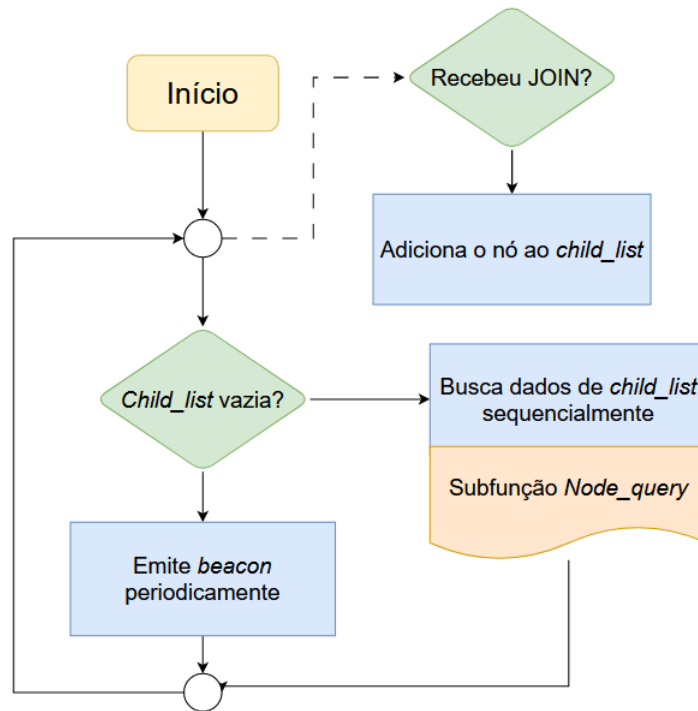 Início
Recebeu JOIN?
Adiciona o nó ao child_list
Child_list vazia?
Busca dados de child_list
sequencialmente
Subfunção Node_query
Emite beacon
periodicamente